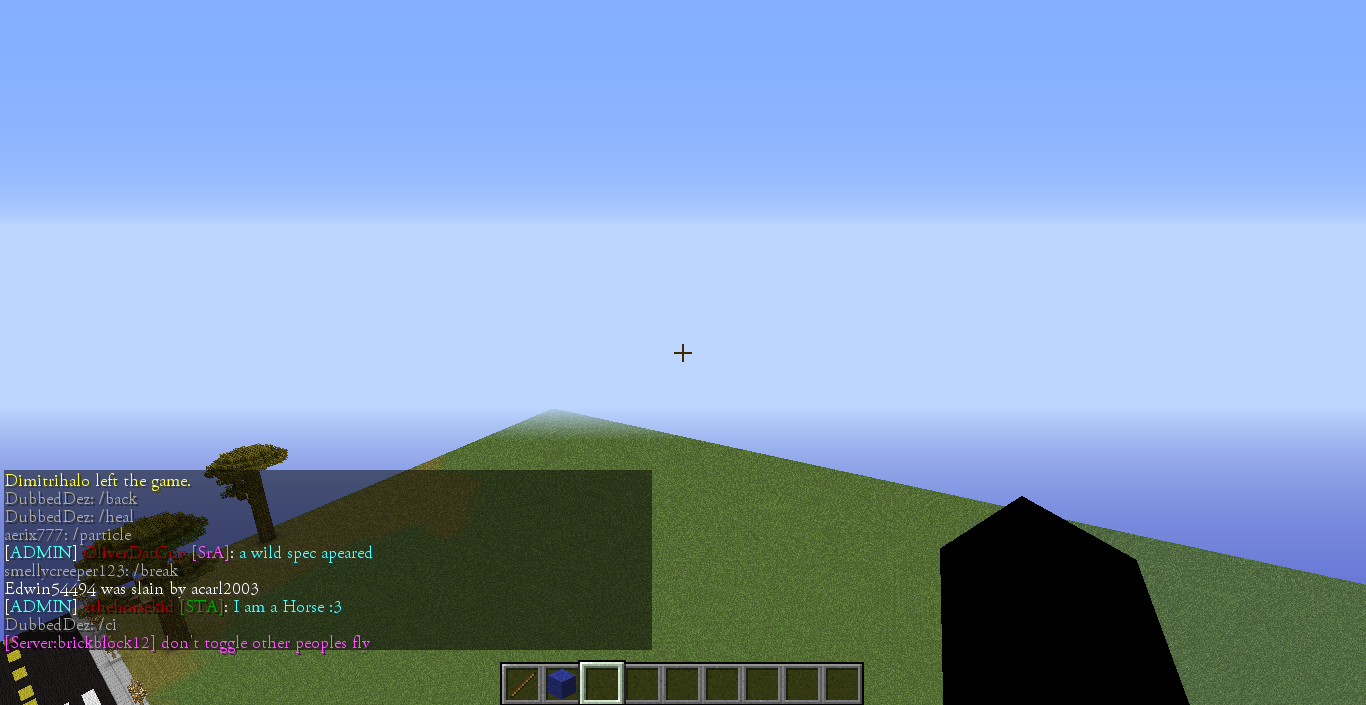 Dimitrihalo left the game.
DubbedDez: /back
DubbedDez: /heal
aerix777: /particle
[ADMIN] [SrA]: a wild spec apeared
smellycreeper123: /break
Edwin54494 was slain by acarl2003
[ADMIN] [STA]: I am a Horse :3
DubbedDez: /ci
[Server:brickblock12] don't toggle other peoples fly